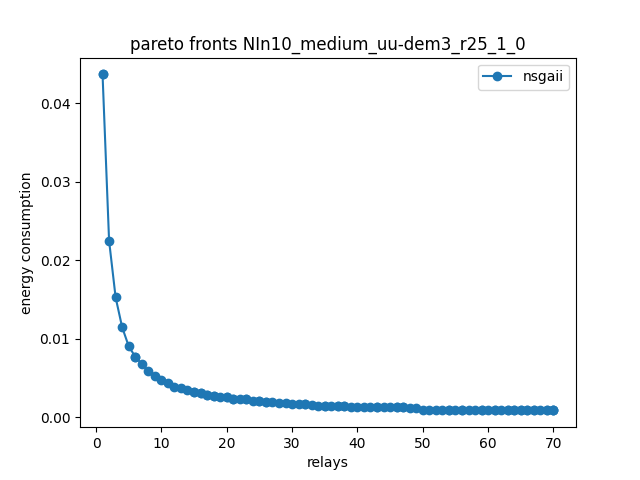 pareto fronts NIn10_medium_uu-dem3_r25_1_0
nsgaii
0.04
0.03
0.02
0.01
0.00
energy consumption
0 10 20 30 40 50 60 70
relays